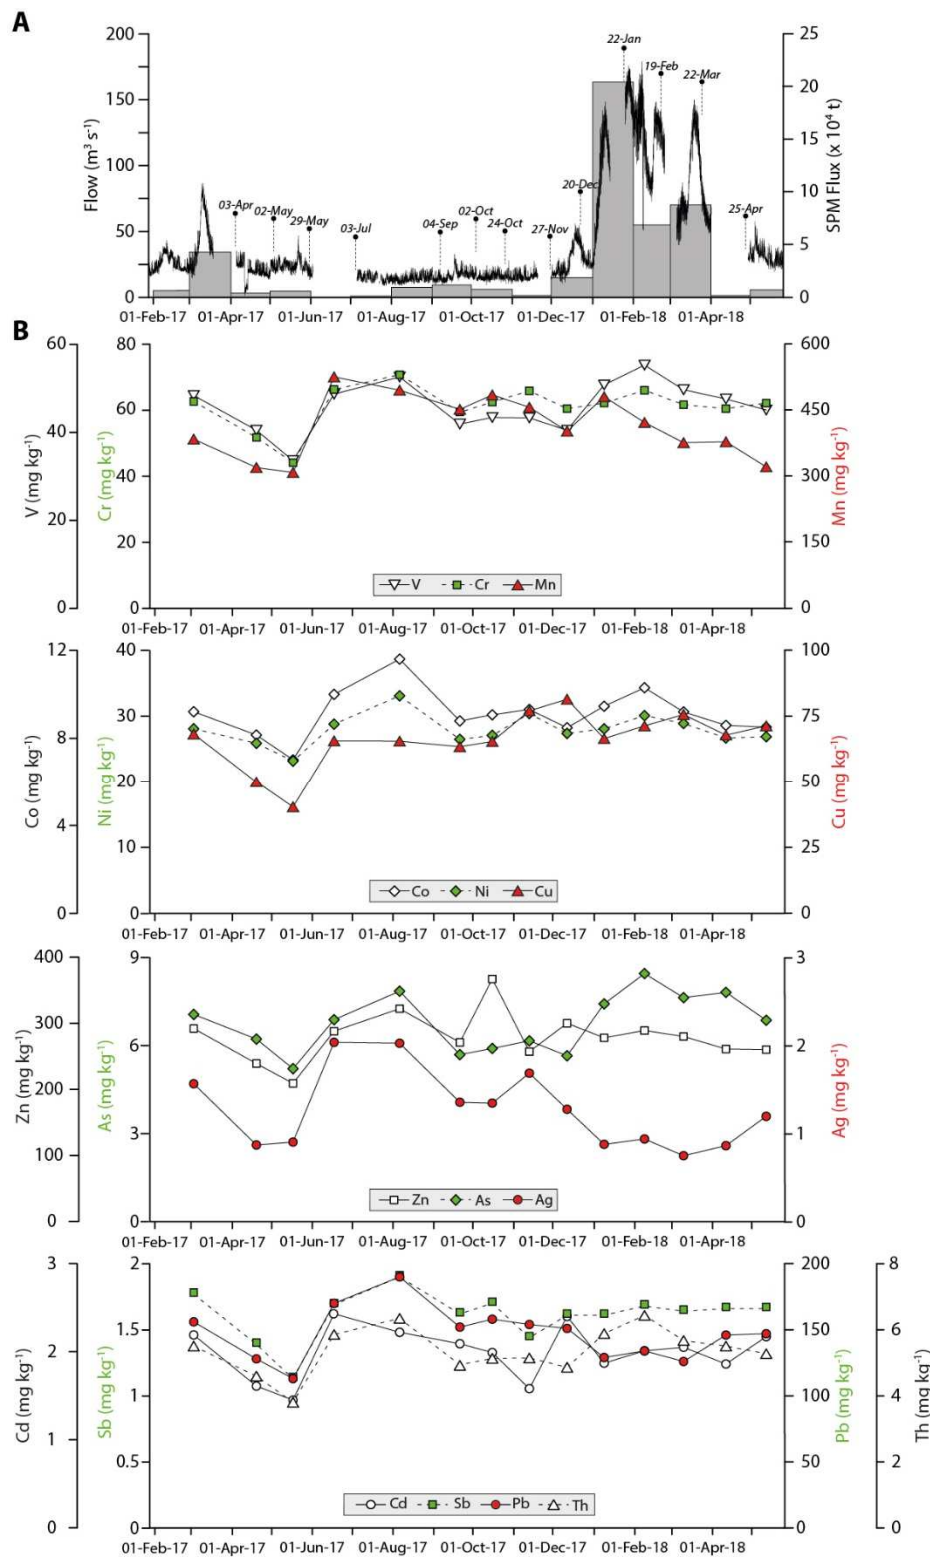 A
200
150
100
50
0
Flow (m³ s⁻¹)
25
20
15
10
5
0
SPM Flux (x 10⁴ t)
03-Apr
02-May
29-May
03-Jul
04-Sep
02-Oct
24-Oct
27-Nov
20-Dec
22-Jan
19-Feb
22-Mar
25-Apr
01-Feb-17 01-Apr-17 01-Jun-17 01-Aug-17 01-Oct-17 01-Dec-17 01-Feb-18 01-Apr-18
B
60
40
20
0
V (mg kg⁻¹)
80
60
40
20
0
Cr (mg kg⁻¹)
600
450
300
150
0
Mn (mg kg⁻¹)
V Cr Mn
01-Feb-17 01-Apr-17 01-Jun-17 01-Aug-17 01-Oct-17 01-Dec-17 01-Feb-18 01-Apr-18
12
8
4
0
Co (mg kg⁻¹)
40
30
20
10
0
Ni (mg kg⁻¹)
100
75
50
25
0
Cu (mg kg⁻¹)
Co Ni Cu
01-Feb-17 01-Apr-17 01-Jun-17 01-Aug-17 01-Oct-17 01-Dec-17 01-Feb-18 01-Apr-18
400
300
200
100
0
Zn (mg kg⁻¹)
9
6
3
0
As (mg kg⁻¹)
3
2
1
0
Ag (mg kg⁻¹)
Zn As Ag
01-Feb-17 01-Apr-17 01-Jun-17 01-Aug-17 01-Oct-17 01-Dec-17 01-Feb-18 01-Apr-18
3
2
1
0
Cd (mg kg⁻¹)
2
1.5
1
0.5
0
Sb (mg kg⁻¹)
200
150
100
50
0
Pb (mg kg⁻¹)
8
6
4
2
0
Th (mg kg⁻¹)
Cd Sb Pb Th
01-Feb-17 01-Apr-17 01-Jun-17 01-Aug-17 01-Oct-17 01-Dec-17 01-Feb-18 01-Apr-18